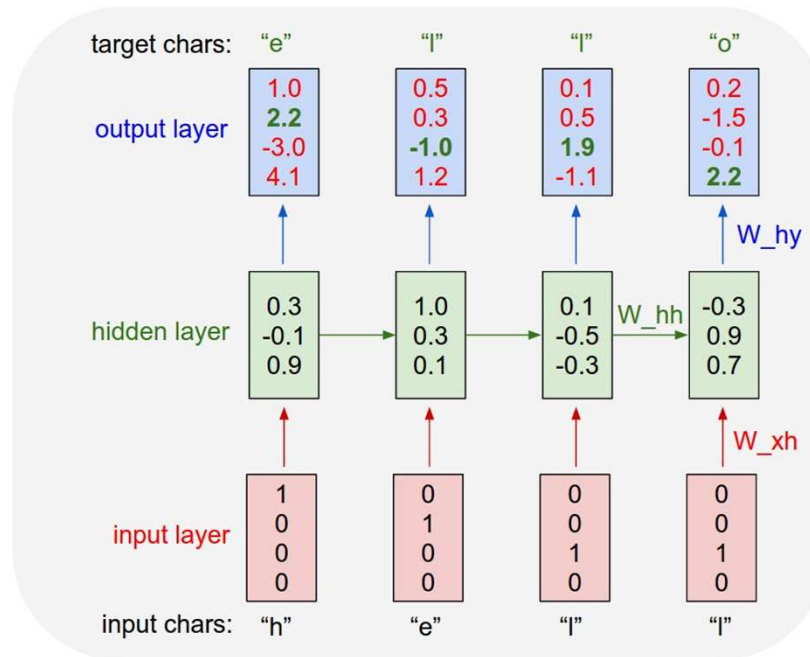 target chars: “e” “l” “l” “o”
1.0 0.5 0.1 0.2
2.2 0.3 0.5 -1.5
output layer
-3.0 -1.0 1.9 -0.1
4.1 1.2 -1.1 2.2
W_hy
0.3 1.0 0.1 -0.3
hidden layer -0.1 0.3 -0.5 W_hh 0.9
0.9 0.1 -0.3 0.7
W_xh
1 0 0 0
0 1 0 0
input layer
0 0 1 1
0 0 0 0
input chars: “h” “e” “l” “l”